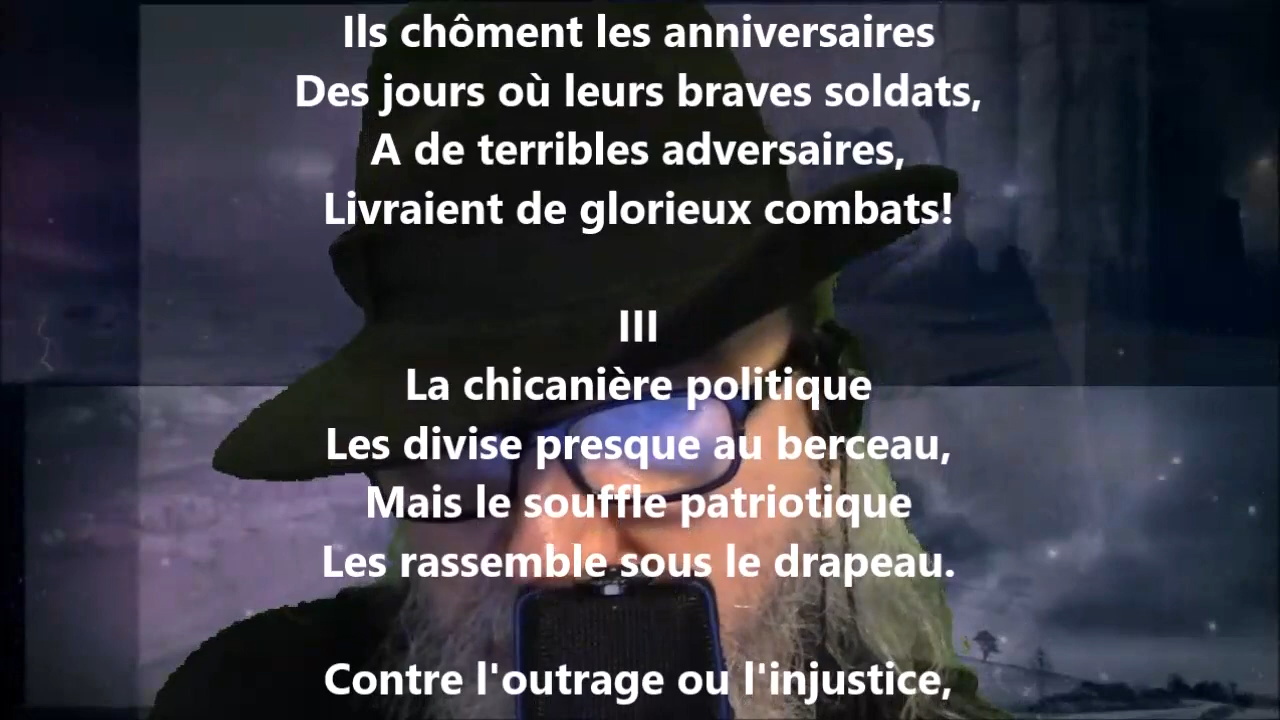 Ils chôment les anniversaires
Des jours où leurs braves soldats,
A de terribles adversaires,
Livraient de glorieux combats!
III
La chicanière politique
Les divise presque au berceau,
Mais le souffle patriotique
Les rassemble sous le drapeau.
Contre l'outrage ou l'injustice,